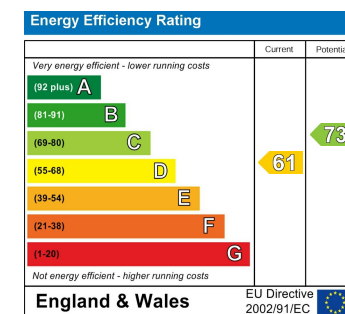 Energy Efficiency Rating
Current Potentia
Very energy efficient - lower running costs
(92 plus) A
(81-91) B
(69-80) C
73
(55-68) D
61
(39-54) E
(21-38) F
(1-20) G
Not energy efficient - higher running costs
England & Wales
EU Directive
2002/91/EC